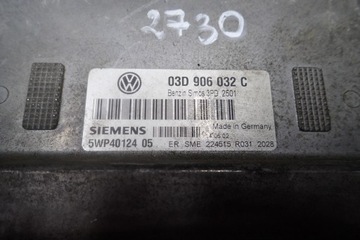 2730
03D 906 032 C
Benzin Simos 3PD 2501
SIEMENS
Made in Germany
5WP40124 05
ER SME 224615 R031 2028